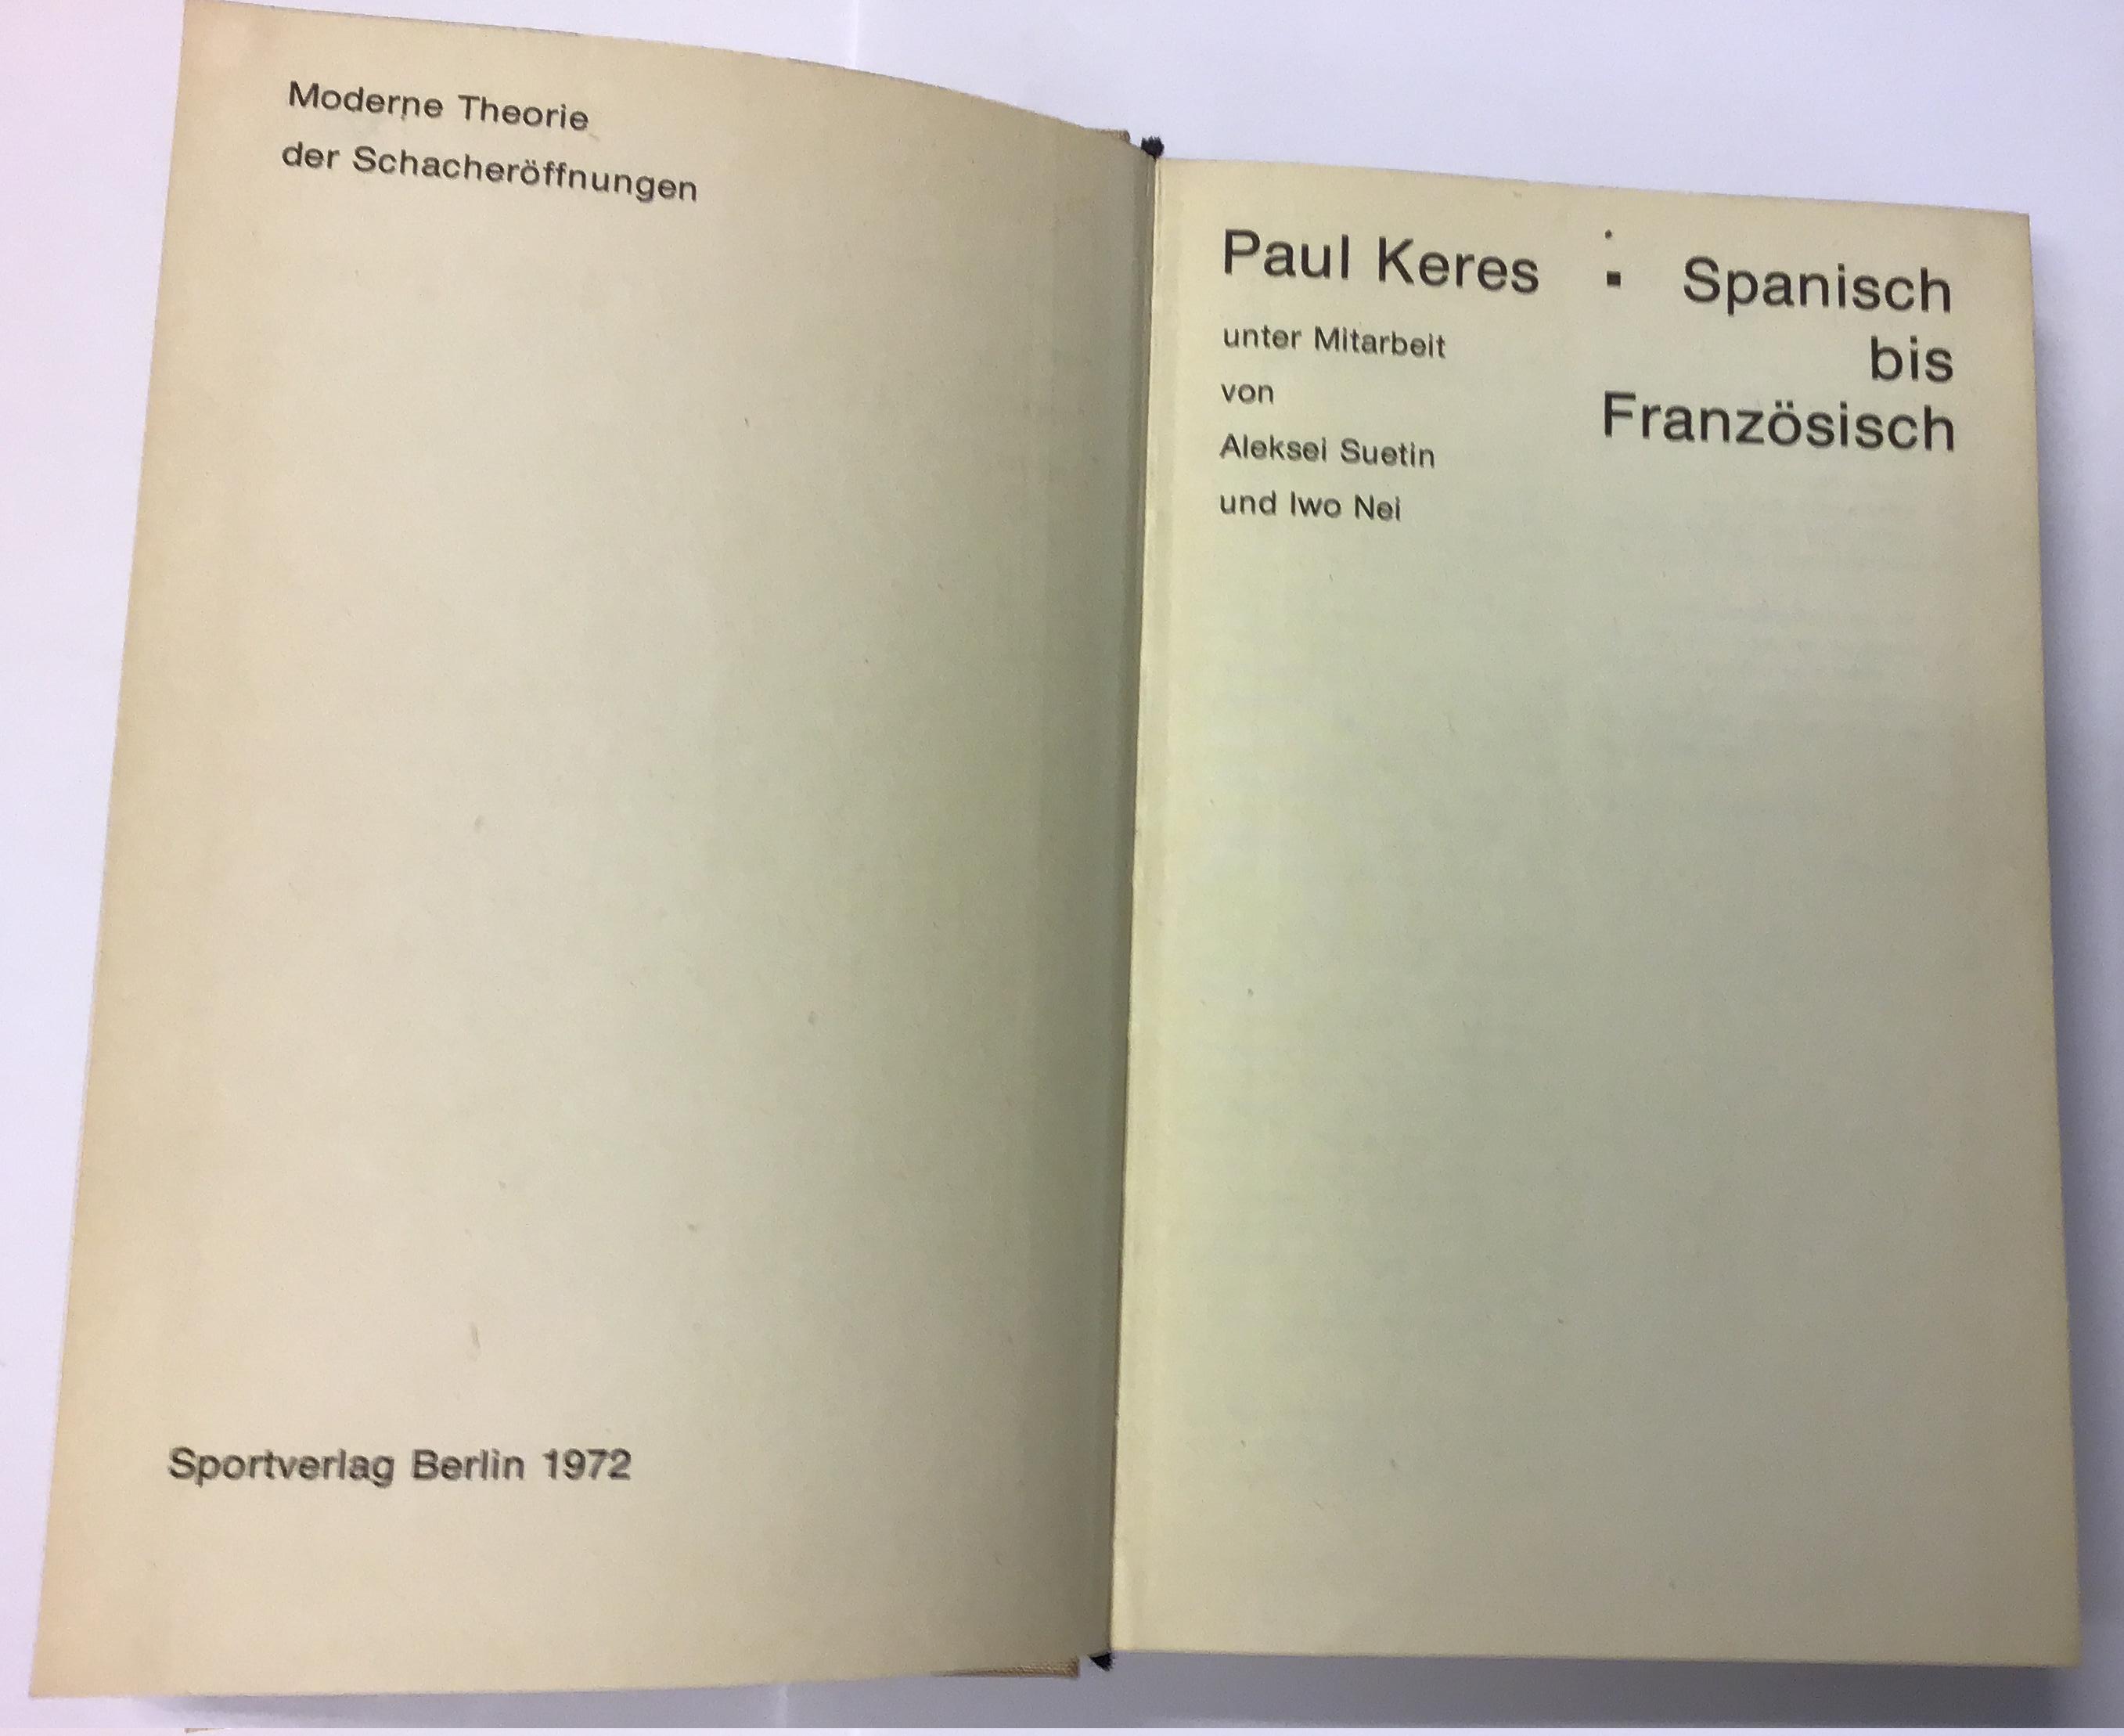 Moderne Theorie
der Schacheröffnungen
Sportverlag Berlin 1972
Paul Keres ▪ Spanisch
bis
Französisch
unter Mitarbeit
von
Aleksei Suetin
und Iwo Nei